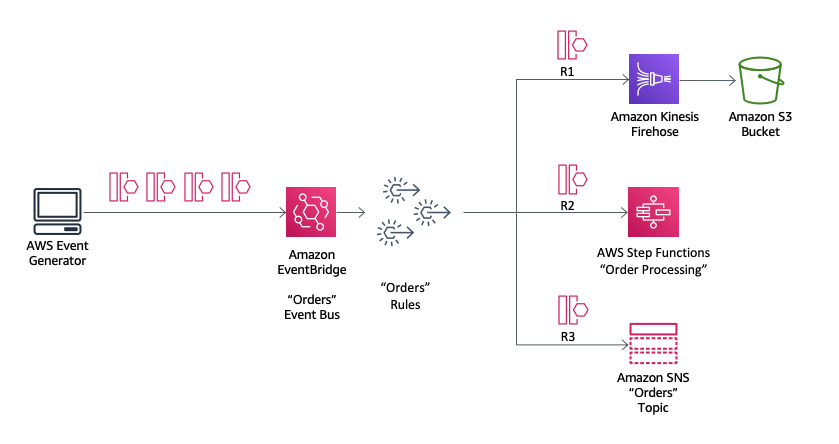 R1
Amazon Kinesis
Firehose
Amazon S3
Bucket
AWS Event
Generator
Amazon
EventBridge
“Orders”
Event Bus
“Orders”
Rules
R2
AWS Step Functions
“Order Processing”
R3
Amazon SNS
“Orders”
Topic